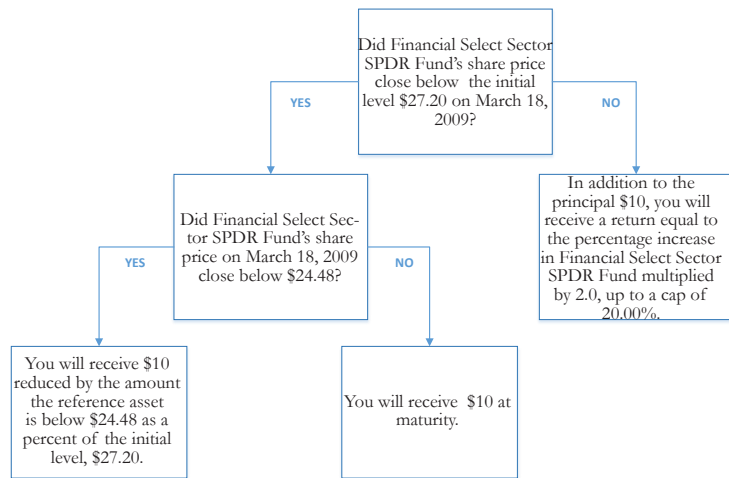 Did Financial Select Sector
SPDR Fund's share price
close below the initial
level $27.20 on March 18,
2009?
YES
NO
Did Financial Select Sec-
tor SPDR Fund's share
price on March 18, 2009
close below $24.48?
In addition to the
principal $10, you will
receive a return equal to
the percentage increase
in Financial Select Sector
SPDR Fund multiplied
by 2.0, up to a cap of
20.00%.
YES
NO
You will receive $10
reduced by the amount
the reference asset
is below $24.48 as a
percent of the initial
level, $27.20.
You will receive $10 at
maturity.